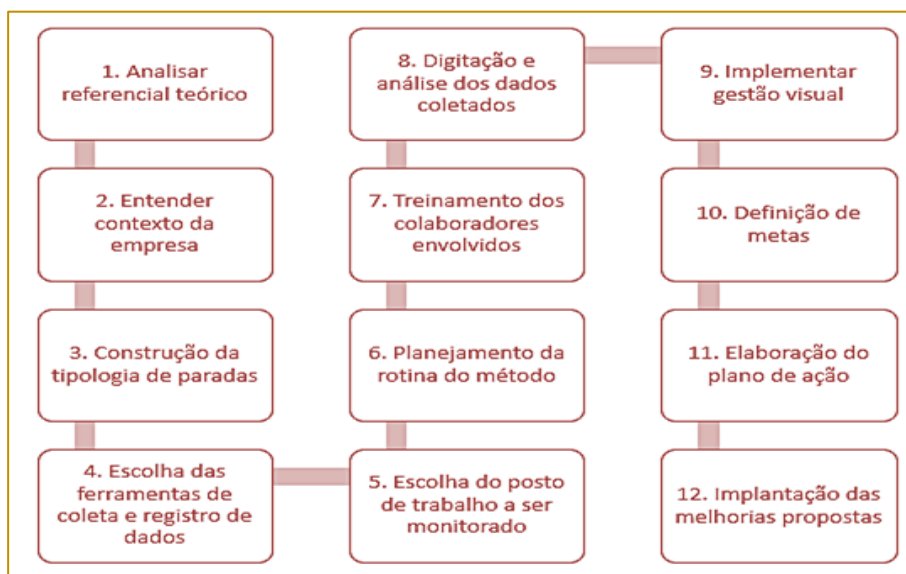 1. Analisar
referencial teórico
2. Entender
contexto da
empresa
3. Construção da
tipologia de paradas
4. Escolha das
ferramentas de
coleta e registro de
dados
5. Escolha do posto
de trabalho a ser
monitorado
6. Planejamento da
rotina do método
7. Treinamento dos
colaboradores
envolvidos
8. Digitação e
análise dos dados
coletados
9. Implementar
gestão visual
10. Definição de
metas
11. Elaboração do
plano de ação
12. Implantação das
melhorias propostas